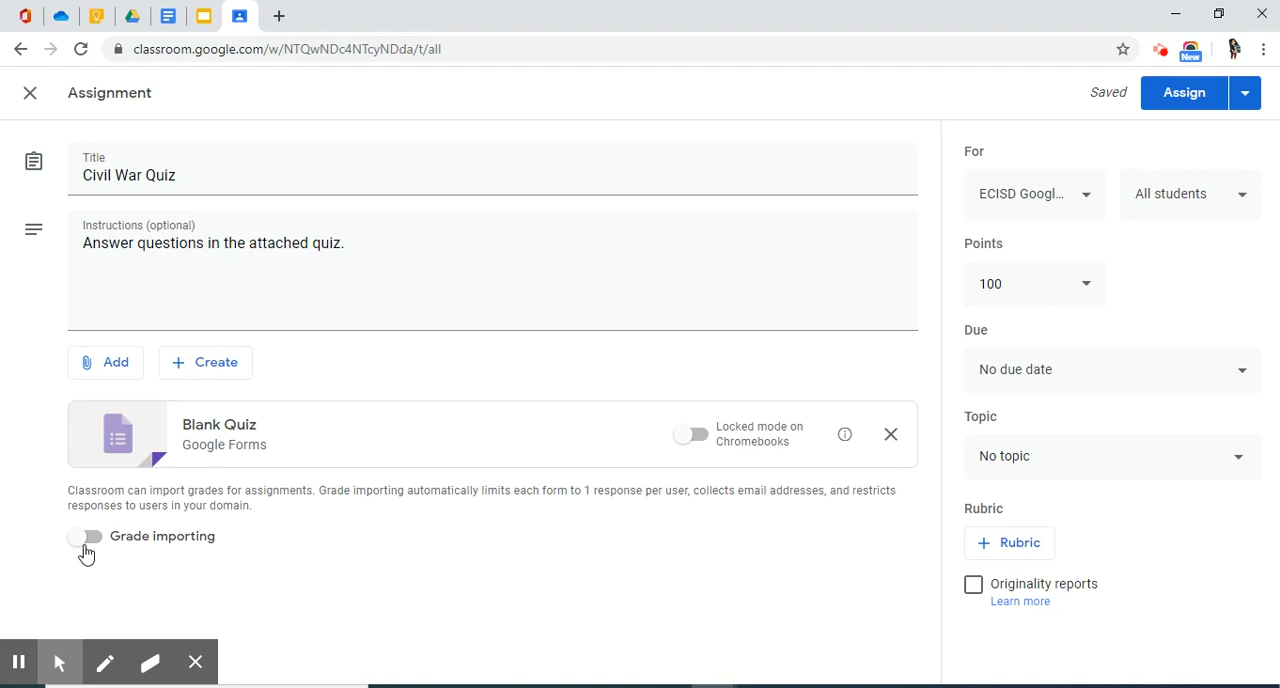 classroom.google.com/w/NTQwNDc4NTcyNDda/t/all
New
Assignment
Saved
Assign
Title
Civil War Quiz
Instructions (optional)
Answer questions in the attached quiz.
Add
Create
Blank Quiz
Google Forms
Locked mode on
Chromebooks
Classroom can import grades for assignments. Grade importing automatically limits each form to 1 response per user, collects email addresses, and restricts
responses to users in your domain.
Grade importing
For
ECISD Googl...
All students
Points
100
Due
No due date
Topic
No topic
Rubric
Rubric
Originality reports
Learn more